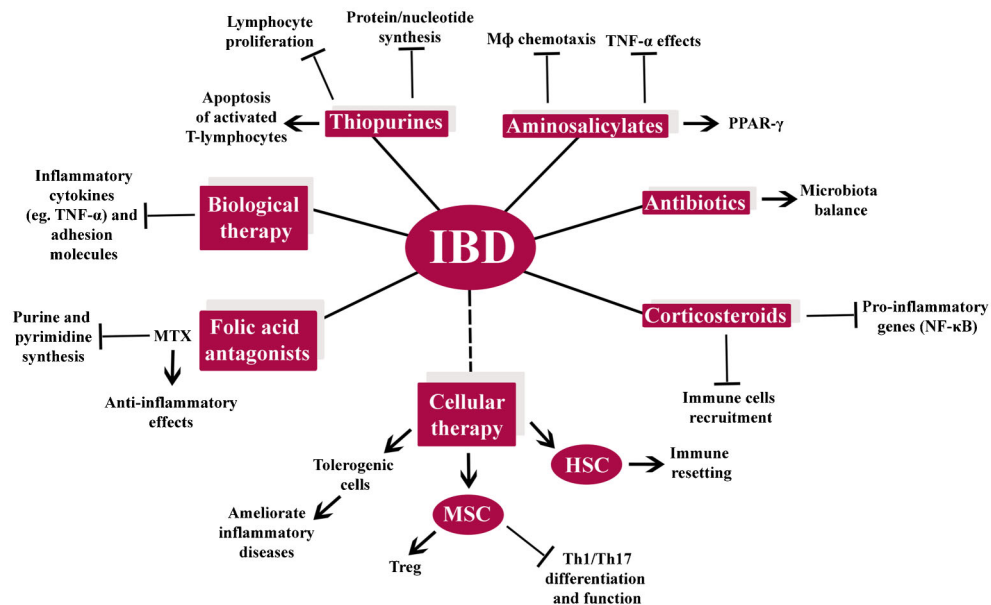 Lymphocyte
proliferation
Protein/nucleotide
synthesis
Mϕ chemotaxis
TNF-α effects
Apoptosis
of activated
T-lymphocytes
Thiopurines
Aminosalicylates
PPAR-γ
Inflammatory
cytokines
(eg. TNF-α) and
adhesion
molecules
Biological
therapy
IBD
Antibiotics
Microbiota
balance
Purine and
pyrimidine
synthesis
MTX
Folic acid
antagonists
Corticosteroids
Pro-inflammatory
genes (NF-κB)
Anti-inflammatory
effects
Cellular
therapy
Immune cells
recruitment
Tolerogenic
cells
HSC
Immune
resetting
Ameliorate
inflammatory
diseases
MSC
Treg
Th1/Th17
differentiation
and function